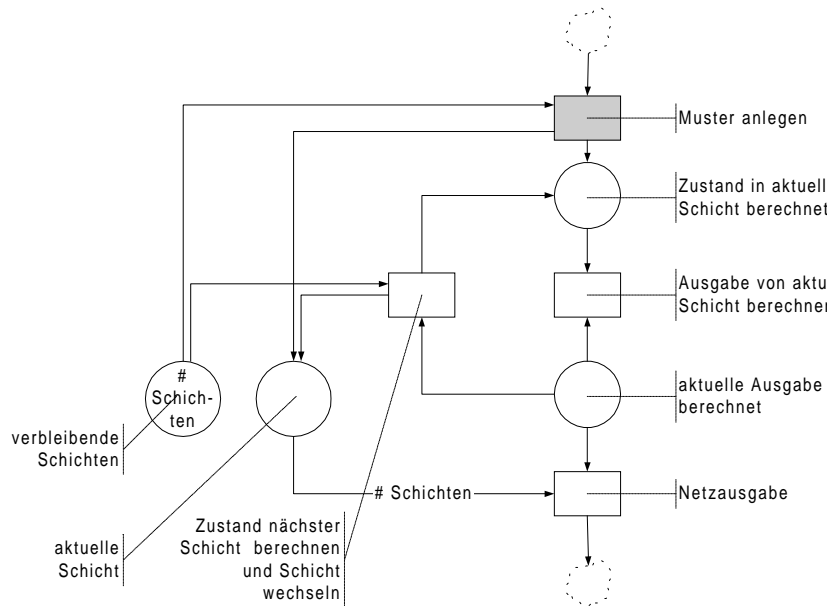 Muster anlegen
Zustand in aktuell
Schicht berechnet
Ausgabe von aktu
Schicht berechnen
#
Schich-
ten
aktuelle Ausgabe
berechnet
verbleibende
Schichten
# Schichten
Netzausgabe
Zustand nächster
Schicht berechnen
und Schicht
wechseln
aktuelle
Schicht